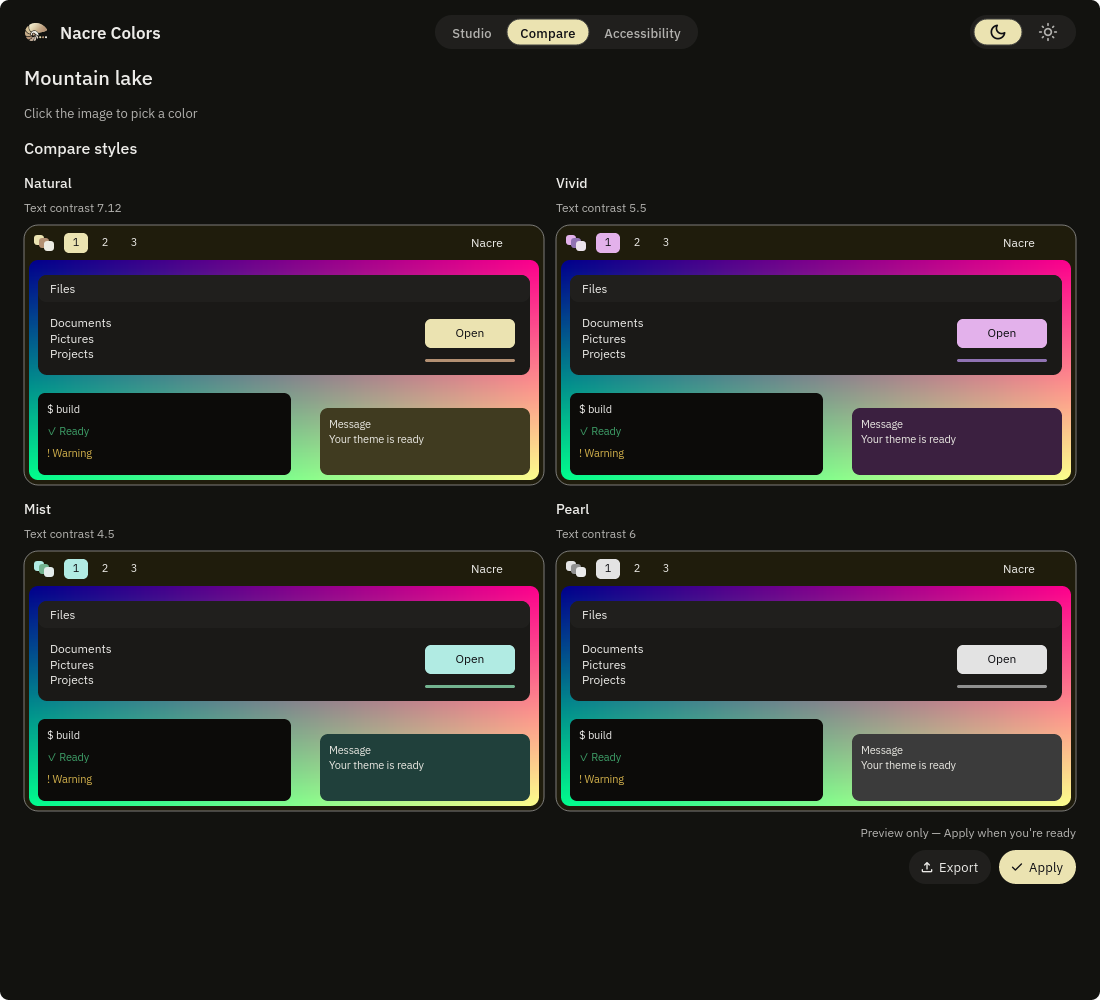 Nacre Colors
Studio
Compare
Accessibility
Mountain lake
Click the image to pick a color
Compare styles
Natural
Text contrast 7.12
1 2 3 Nacre
Files
Documents
Pictures
Projects
Open
$ build
✓ Ready
! Warning
Message
Your theme is ready
Vivid
Text contrast 5.5
1 2 3 Nacre
Files
Documents
Pictures
Projects
Open
$ build
✓ Ready
! Warning
Message
Your theme is ready
Mist
Text contrast 4.5
1 2 3 Nacre
Files
Documents
Pictures
Projects
Open
$ build
✓ Ready
! Warning
Message
Your theme is ready
Pearl
Text contrast 6
1 2 3 Nacre
Files
Documents
Pictures
Projects
Open
$ build
✓ Ready
! Warning
Message
Your theme is ready
Preview only — Apply when you're ready
Export
Apply